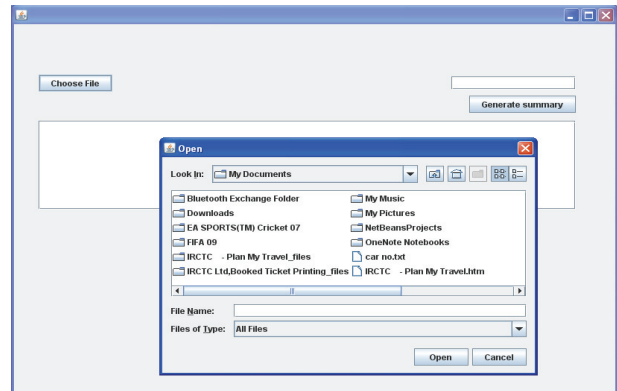 Choose File
Generate summary
Open
Look In: My Documents
Bluetooth Exchange Folder
Downloads
EA SPORTS(TM) Cricket 07
FIFA 09
IRCTC - Plan My Travel_files
IRCTC Ltd,Booked Ticket Printing_files
My Music
My Pictures
NetBeansProjects
OneNote Notebooks
car no.txt
IRCTC - Plan My Travel.htm
File Name:
Files of Type: All Files
Open Cancel